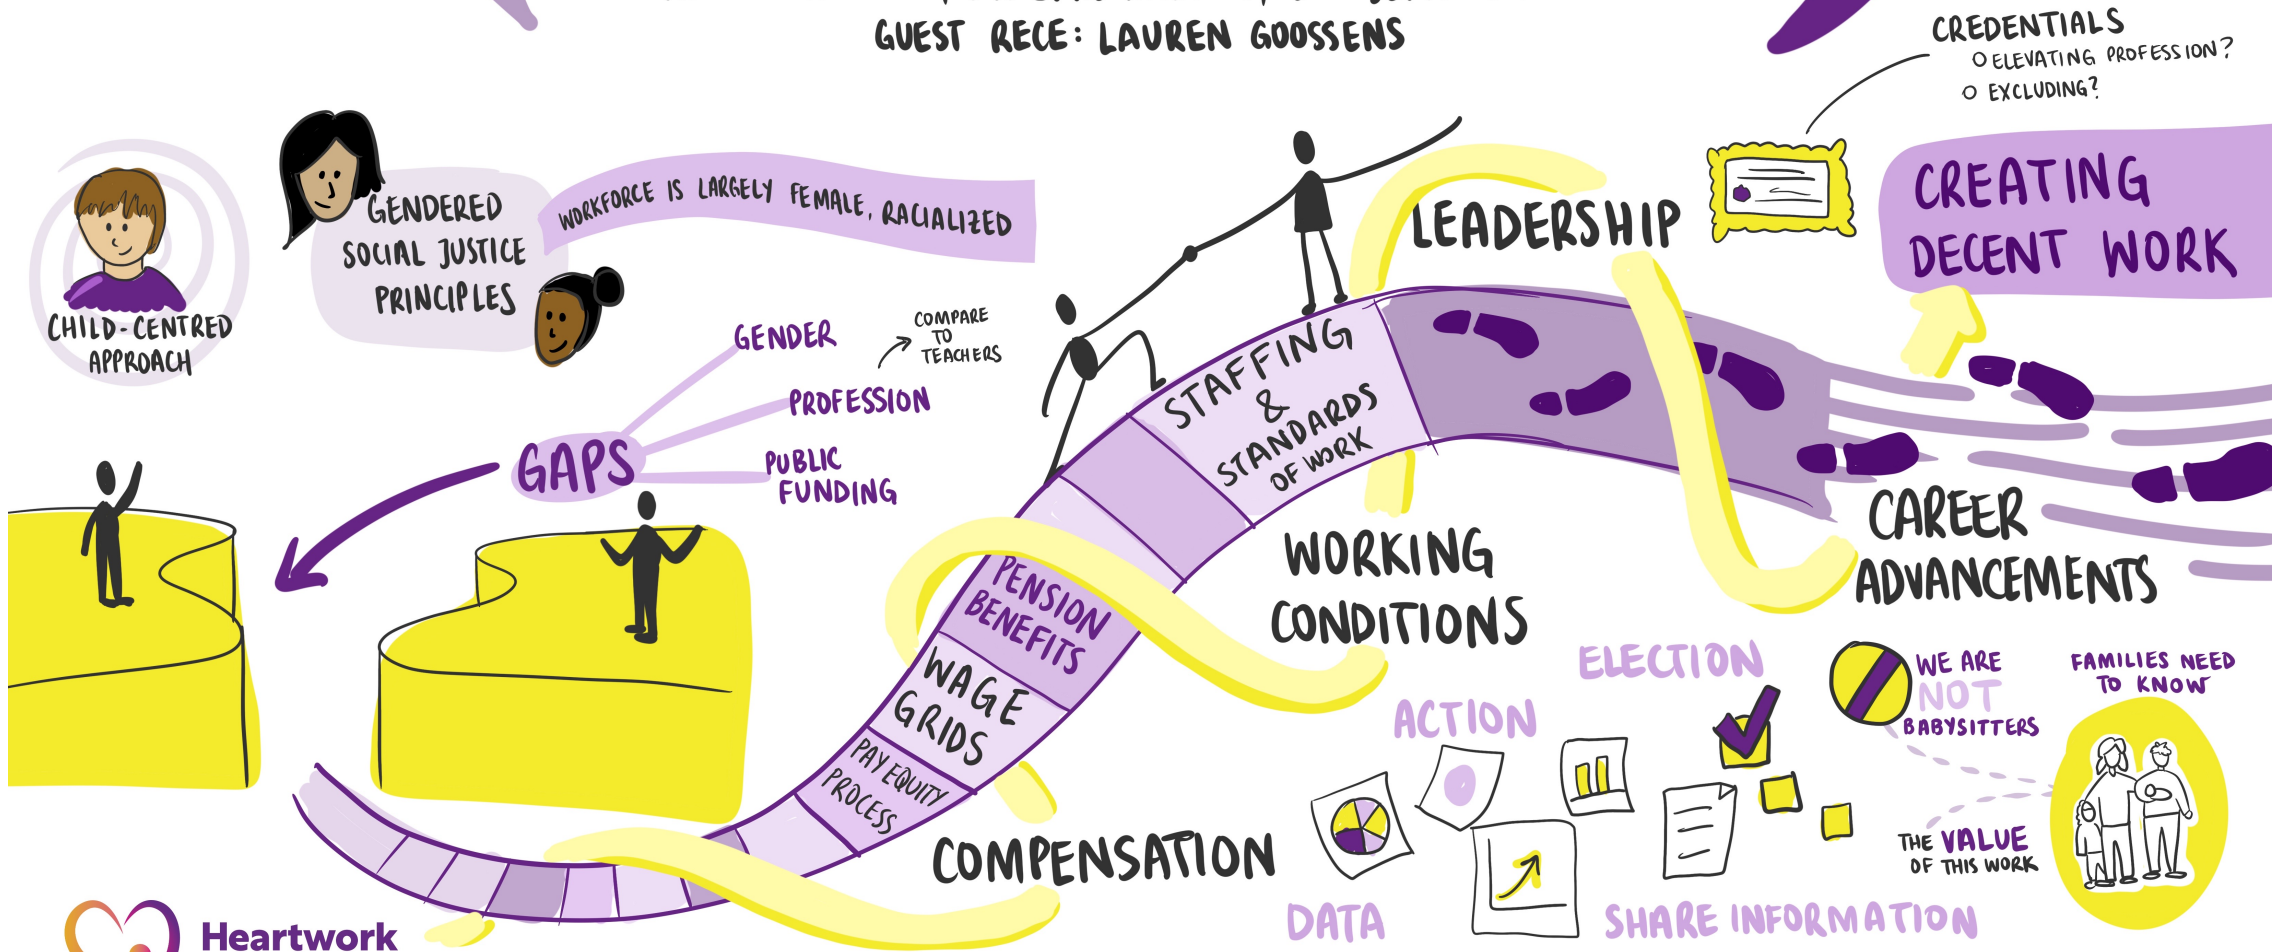 GUEST RECE: LAUREN GOOSSENS
CREDENTIALS
O ELEVATING PROFESSION?
O EXCLUDING?
CREATING
DECENT WORK
CHILD-CENTRED
APPROACH
GENDERED
SOCIAL JUSTICE
PRINCIPLES
WORKFORCE IS LARGELY FEMALE, RACIALIZED
GAPS
GENDER
PROFESSION
COMPARE
TO
TEACHERS
PUBLIC
FUNDING
LEADERSHIP
STAFFING
&
STANDARDS
OF WORK
PENSION
BENEFITS
WAGE
GRIDS
PAY EQUITY
PROCESS
WORKING
CONDITIONS
CAREER
ADVANCEMENTS
COMPENSATION
ELECTION
ACTION
DATA
SHARE INFORMATION
WE ARE
NOT
BABYSITTERS
FAMILIES NEED
TO KNOW
THE VALUE
OF THIS WORK
Heartwork